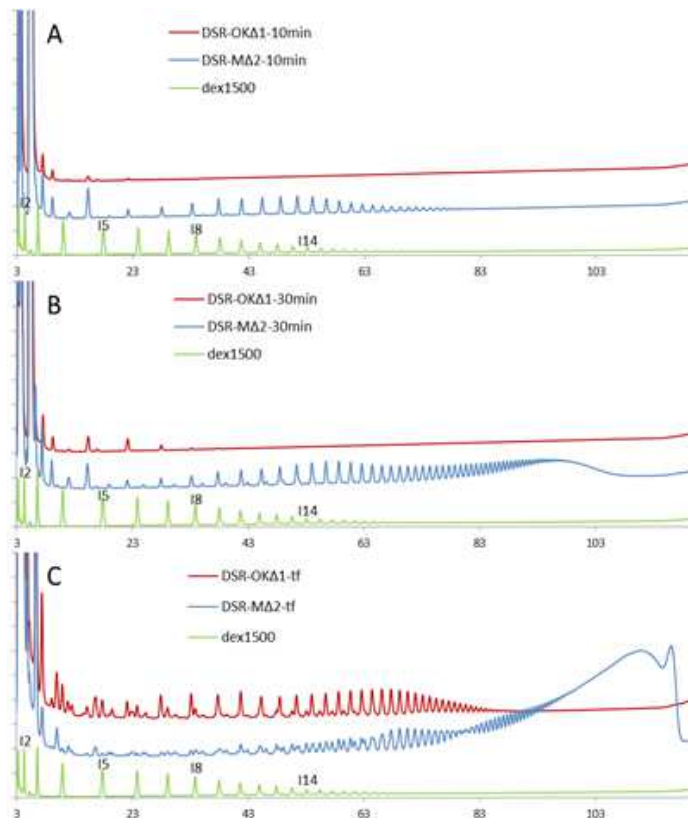 A
DSR-OKΔ1-10min
DSR-MΔ2-10min
dex1500
I2
I5
I8
I14
3 23 43 63 83 103
B
DSR-OKΔ1-30min
DSR-MΔ2-30min
dex1500
I2
I5
I8
I14
3 23 43 63 83 103
C
DSR-OKΔ1-tf
DSR-MΔ2-tf
dex1500
I2
I5
I8
I14
3 23 43 63 83 103